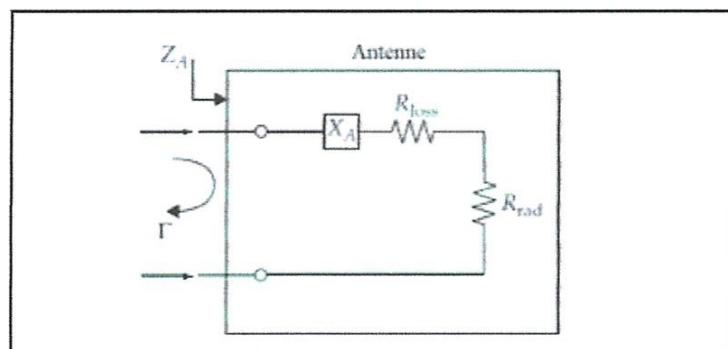 Antenne
Z_A
R_loss
X_A
R_rad
Γ